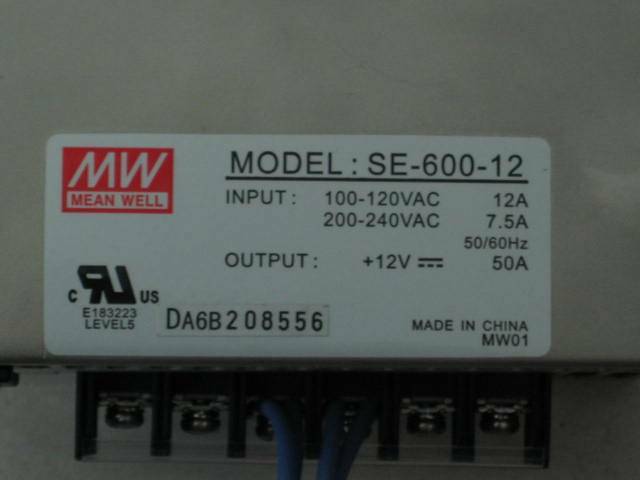 MW
MEAN WELL
MODEL : SE-600-12
INPUT : 100-120VAC 12A
200-240VAC 7.5A
50/60Hz
OUTPUT : +12V 50A
c RU US
E183223
LEVEL5
DA6B208556
MADE IN CHINA
MW01